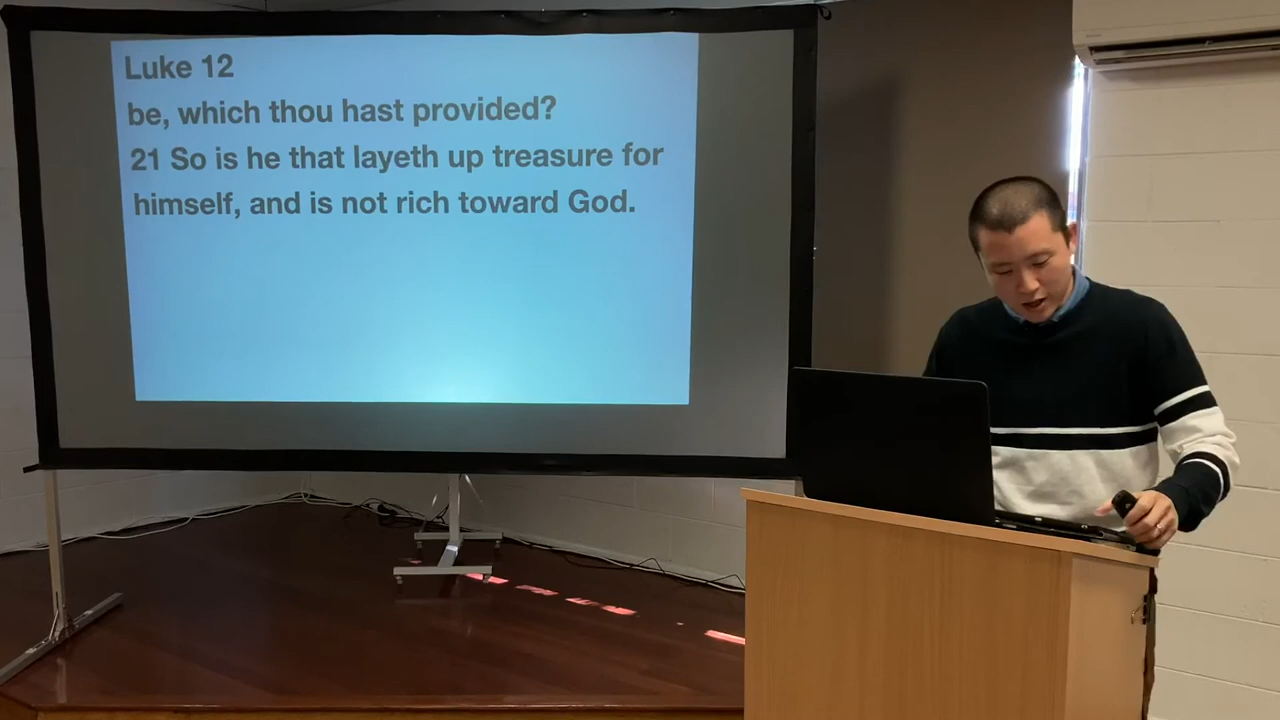 Luke 12
be, which thou hast provided?
21 So is he that layeth up treasure for
himself, and is not rich toward God.